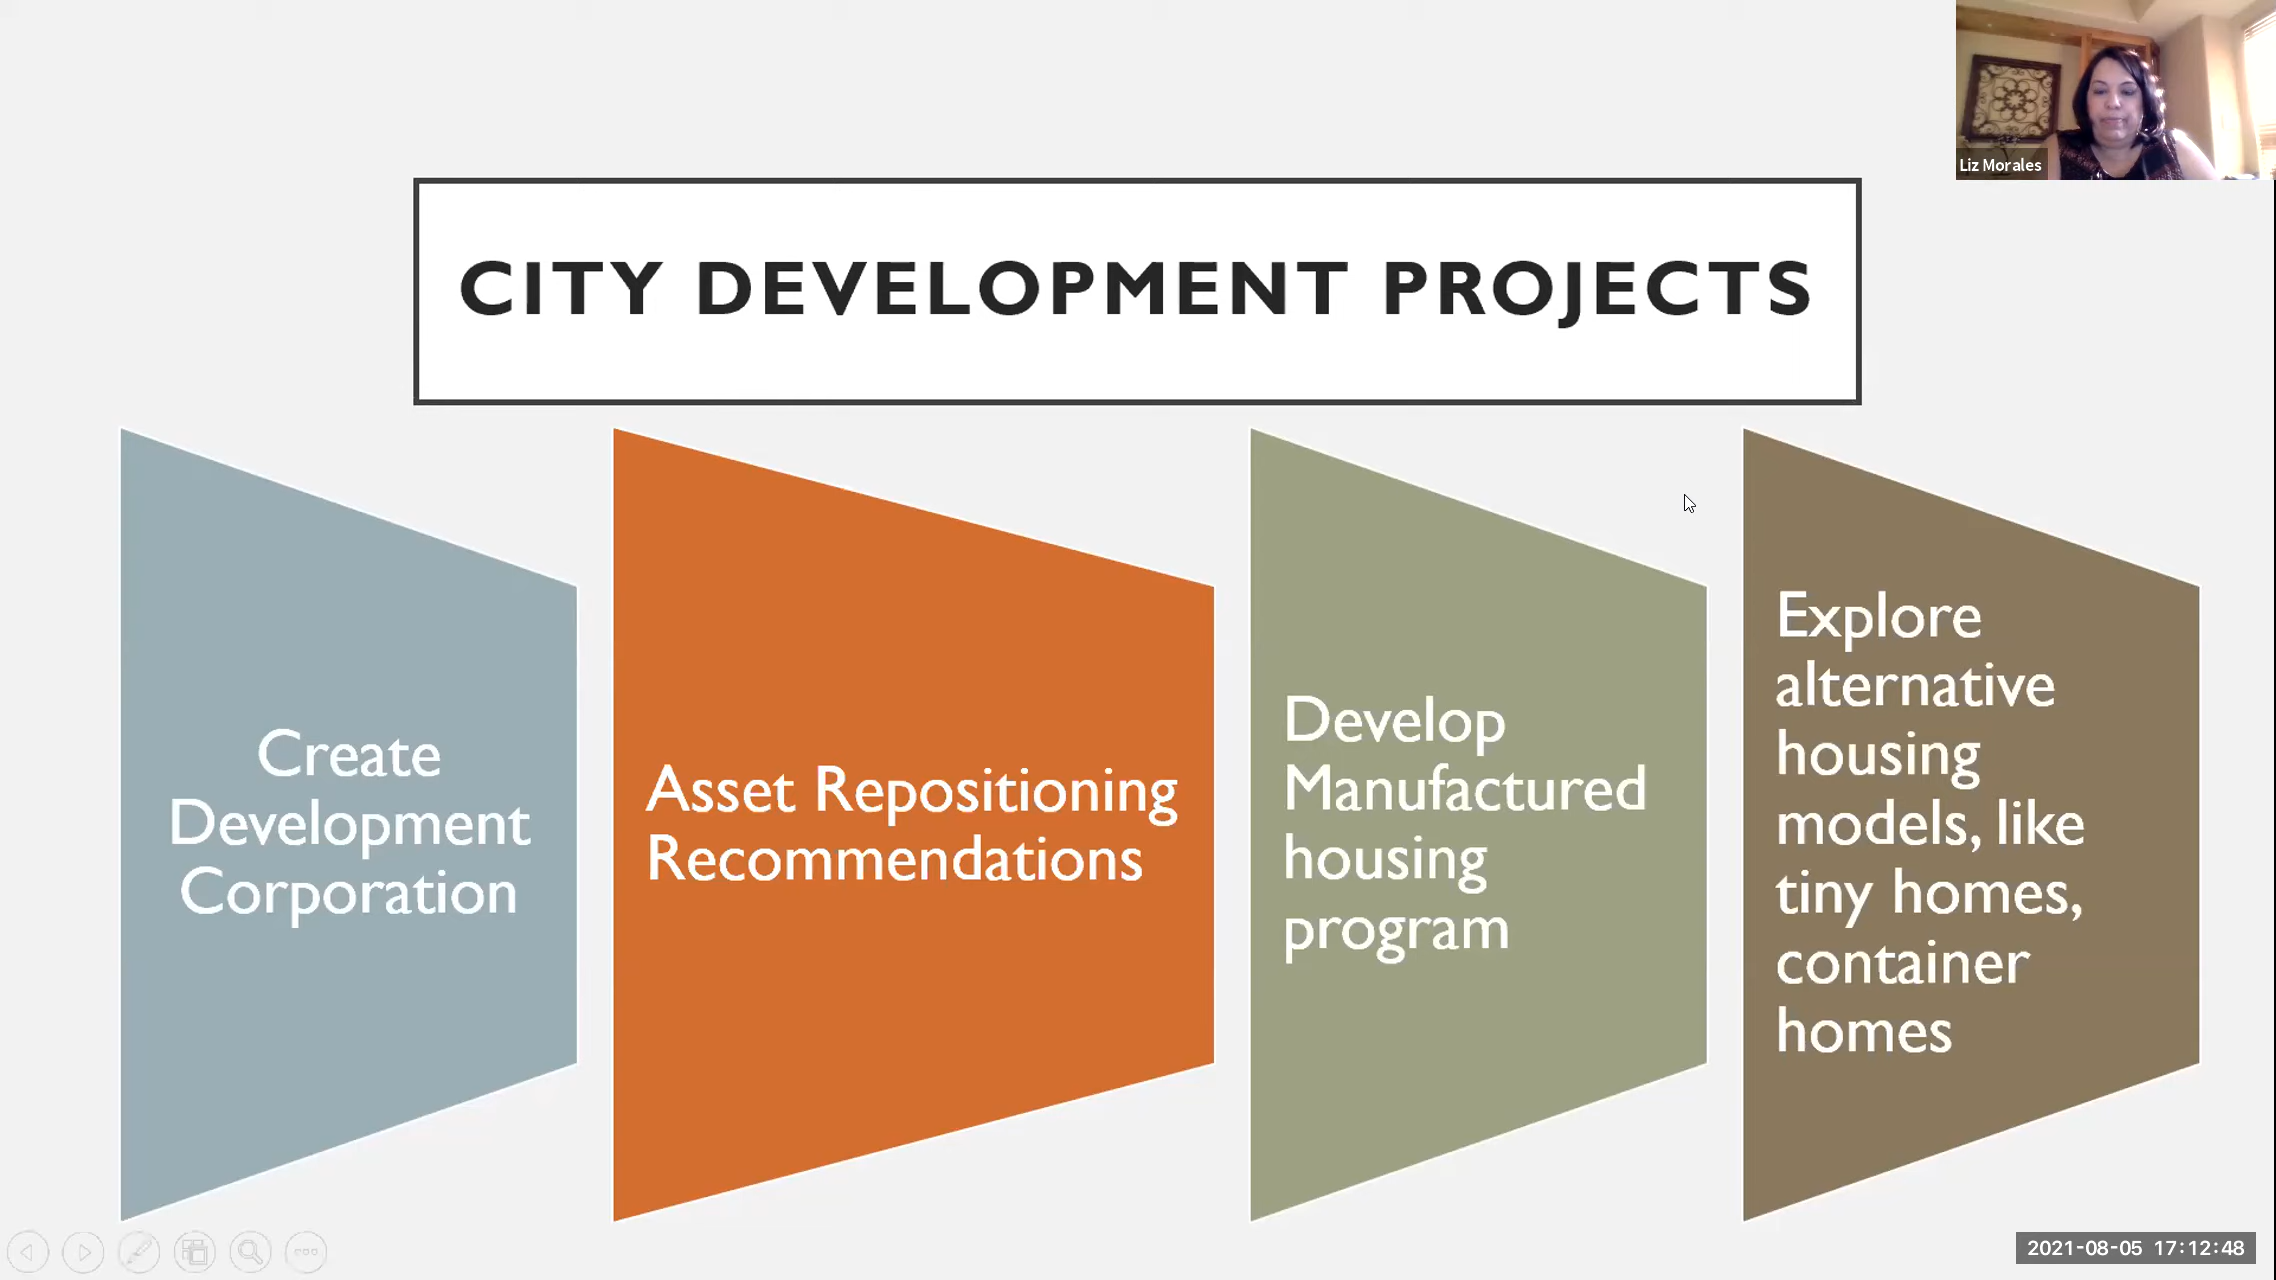 Liz Morales
CITY DEVELOPMENT PROJECTS
Create
Development
Corporation
Asset Repositioning
Recommendations
Develop
Manufactured
housing
program
Explore
alternative
housing
models, like
tiny homes,
container
homes
2021-08-05 17:12:48